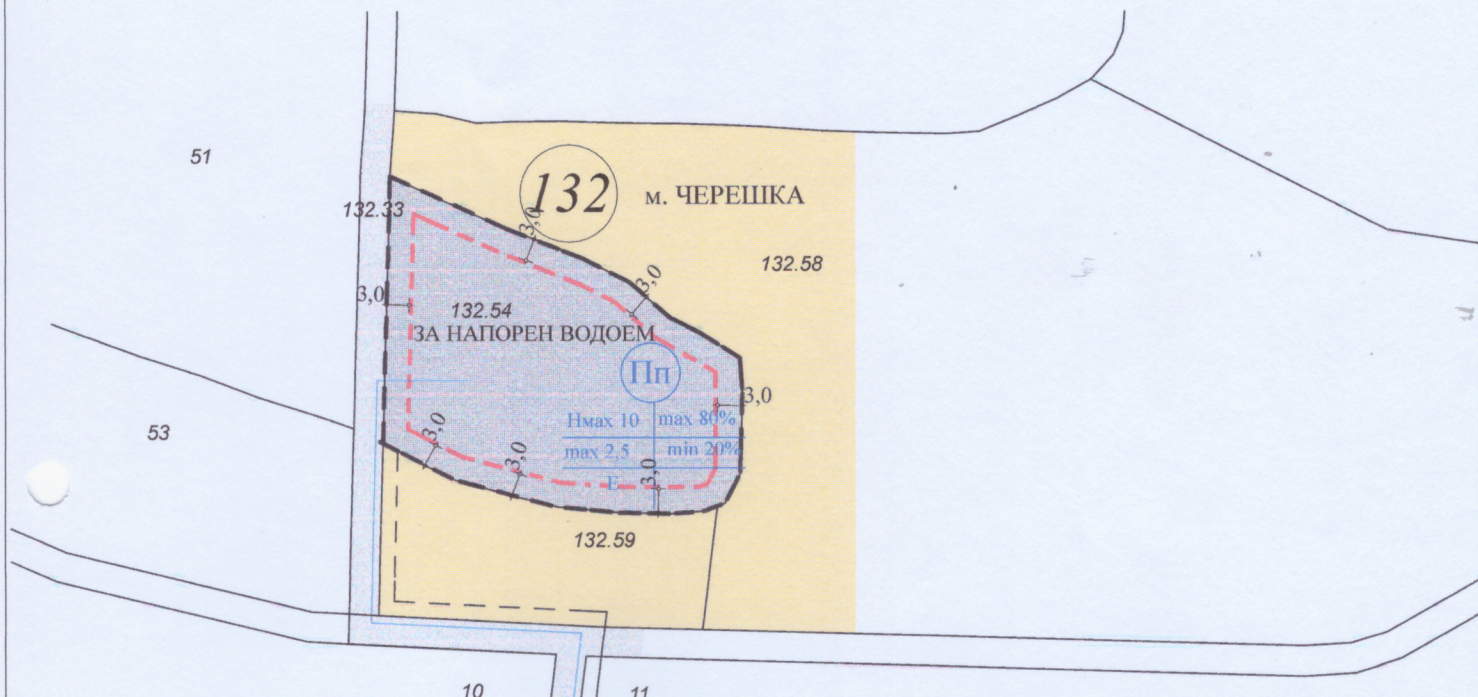 51
132
м. ЧЕРЕШКА
132.33
3,0
132.58
3,0
3,0
132.54
ЗА НАПОРЕН ВОДОЕМ
Пп
3,0
Нмах 10
max 80%
max 2,5
min 20%
Е
53
3,0
3,0
3,0
132.59
10
11